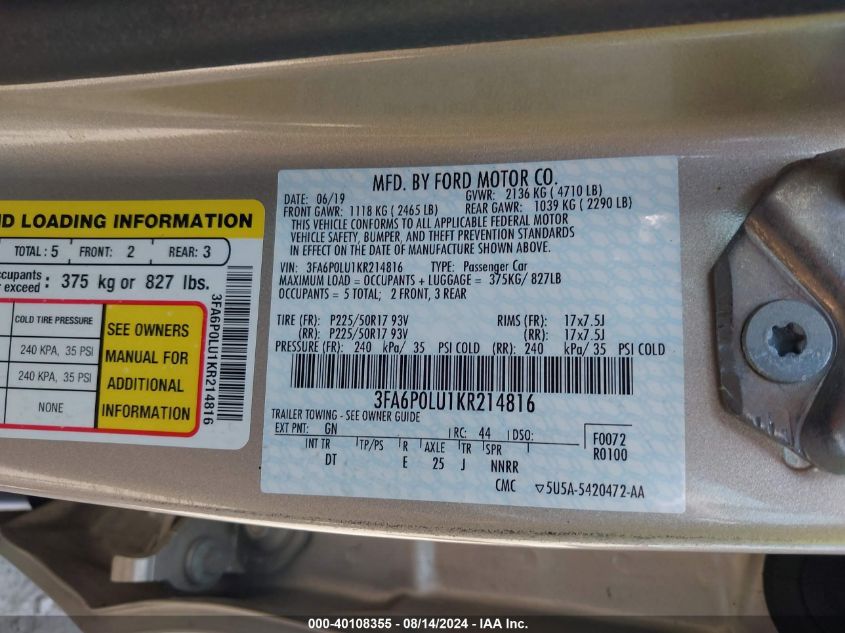 ND LOADING INFORMATION
TOTAL : 5 FRONT: 2 REAR: 3
ccupants
r exceed : 375 kg or 827 lbs.
COLD TIRE PRESSURE
240 KPA, 35 PSI
240 KPA, 35 PSI
NONE
SEE OWNERS
MANUAL FOR
ADDITIONAL
INFORMATION
3FA6P0LU1KR214816
MFD. BY FORD MOTOR CO.
DATE: 06/19 GVWR: 2136 KG ( 4710 LB)
FRONT GAWR: 1118 KG ( 2465 LB) REAR GAWR: 1039 KG ( 2290 LB)
THIS VEHICLE CONFORMS TO ALL APPLICABLE FEDERAL MOTOR
VEHICLE SAFETY, BUMPER, AND THEFT PREVENTION STANDARDS
IN EFFECT ON THE DATE OF MANUFACTURE SHOWN ABOVE.
VIN: 3FA6P0LU1KR214816 TYPE: Passenger Car
MAXIMUM LOAD = OCCUPANTS + LUGGAGE = 375KG/ 827LB
OCCUPANTS = 5 TOTAL; 2 FRONT, 3 REAR
TIRE (FR): P225/50R17 93V RIMS (FR): 17x7.5J
(RR): P225/50R17 93V (RR): 17x7.5J
PRESSURE (FR): 240 kPa/ 35 PSI COLD (RR): 240 kPa/ 35 PSI COLD
3FA6P0LU1KR214816
TRAILER TOWING - SEE OWNER GUIDE
EXT PNT: GN RC: 44 DSO:
F0072
R0100
INT TR TP/PS R AXLE TR SPR
DT E 25 J NNRR
CMC ▽5U5A-5420472-AA
000-40108355 | 08/14/2024 | IAA Inc.